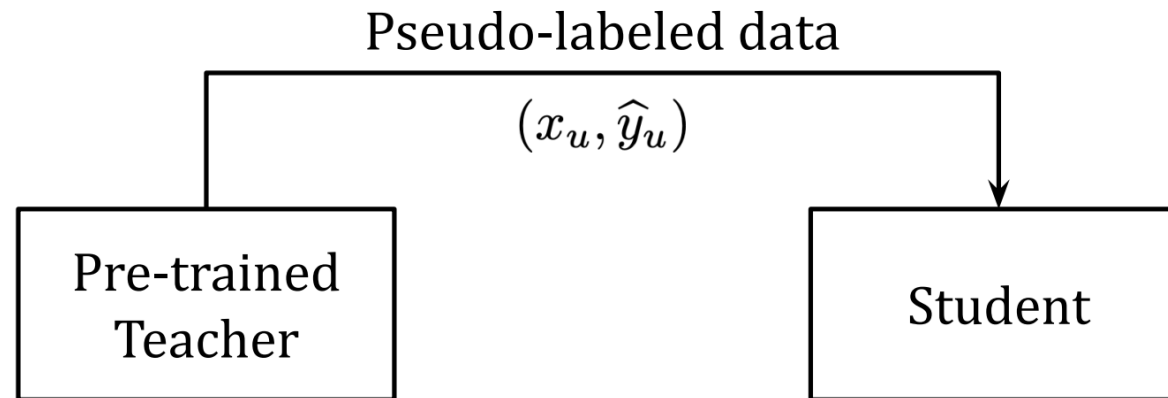 Pseudo-labeled data
(x_u, ŷ_u)
Pre-trained
Teacher
Student